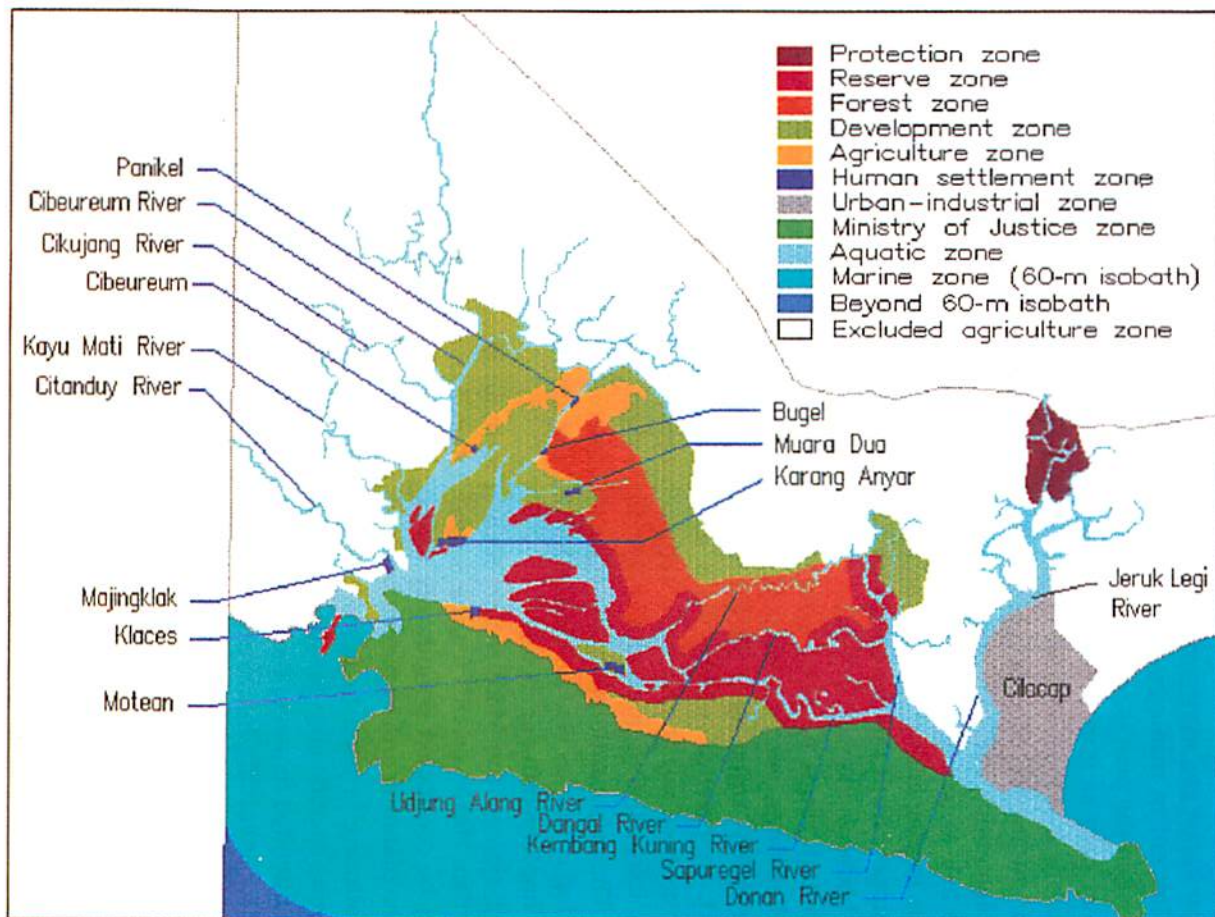 Protection zone
Reserve zone
Forest zone
Development zone
Agriculture zone
Human settlement zone
Urban-industrial zone
Ministry of Justice zone
Aquatic zone
Marine zone (60-m isobath)
Beyond 60-m isobath
Excluded agriculture zone
Panikel
Cibeureum River
Cikujang River
Cibeureum
Kayu Mati River
Citanduy River
Bugel
Muara Dua
Karang Anyar
Majingklak
Klaces
Motean
Jeruk Legi
River
Cilacap
Udjung Alang River
Dangal River
Kembang Kuning River
Sapuregel River
Donan River